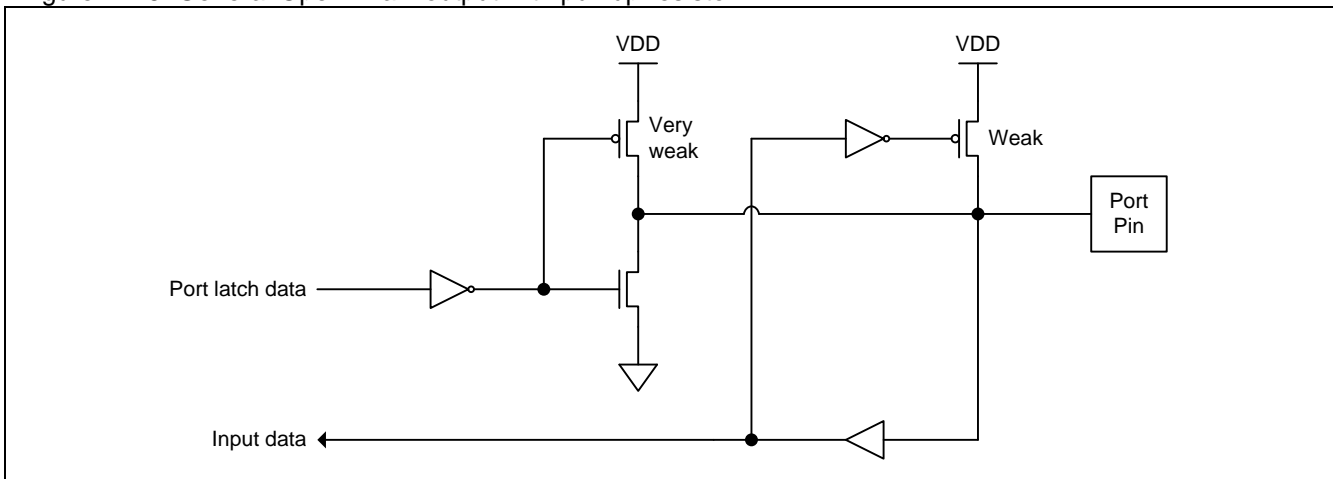 VDD
VDD
Very
weak
Weak
Port
Pin
Port latch data
Input data